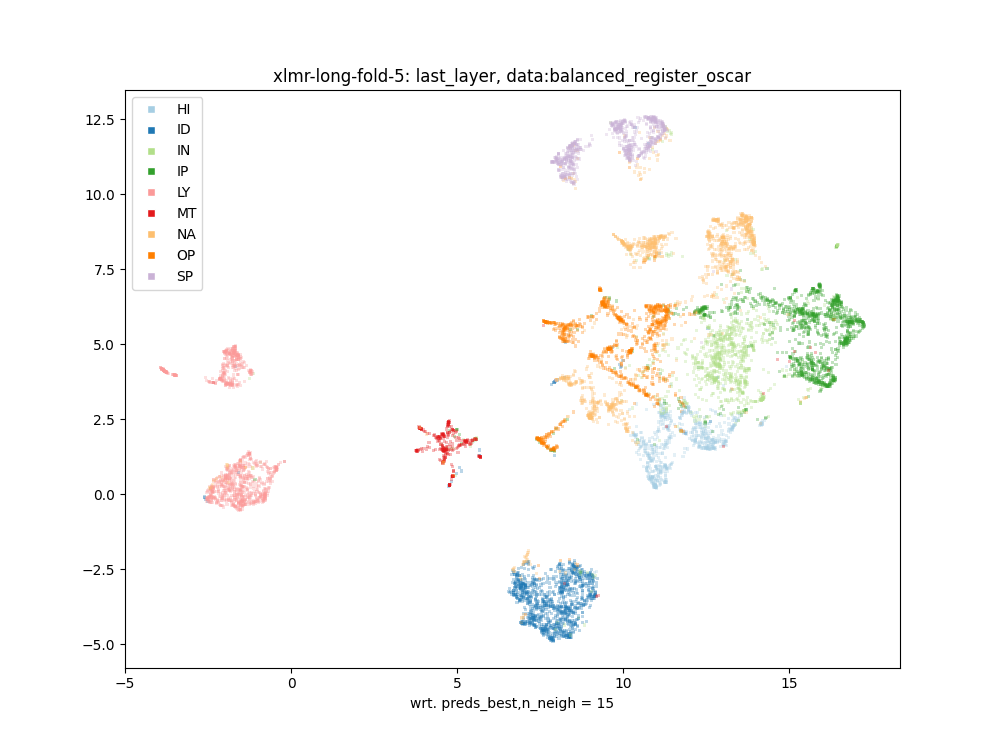 xlmr-long-fold-5: last_layer, data:balanced_register_oscar
HI
ID
IN
IP
LY
MT
NA
OP
SP
12.5
10.0
7.5
5.0
2.5
0.0
−2.5
−5.0
−5
0
5
10
15
wrt. preds_best,n_neigh = 15